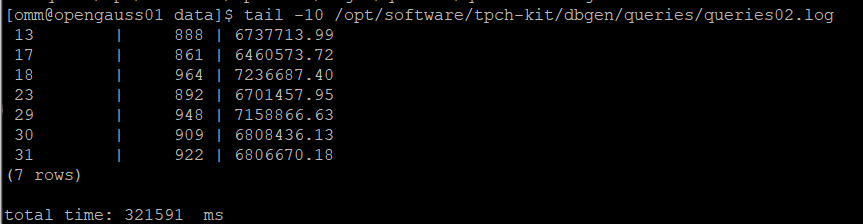 [omm@opengauss01 data]$ tail -10 /opt/software/tpch-kit/dbgen/queries/queries02.log
13 | 888 | 6737713.99
17 | 861 | 6460573.72
18 | 964 | 7236687.40
23 | 892 | 6701457.95
29 | 948 | 7158866.63
30 | 909 | 6808436.13
31 | 922 | 6806670.18
(7 rows)
total time: 321591 ms